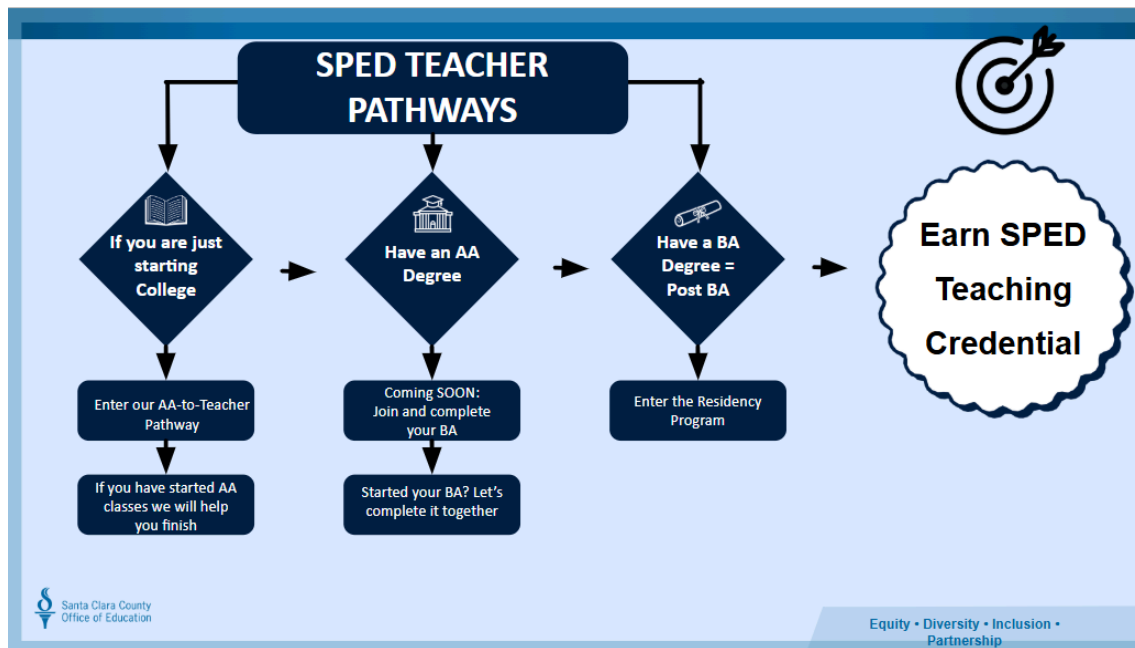 SPED TEACHER
PATHWAYS
If you are just
starting
College
Have an AA
Degree
Have a BA
Degree =
Post BA
Earn SPED
Teaching
Credential
Enter our AA-to-Teacher
Pathway
Coming SOON:
Join and complete
your BA
Enter the Residency
Program
If you have started AA
classes we will help
you finish
Started your BA? Let's
complete it together
Santa Clara County
Office of Education
Equity • Diversity • Inclusion •
Partnership